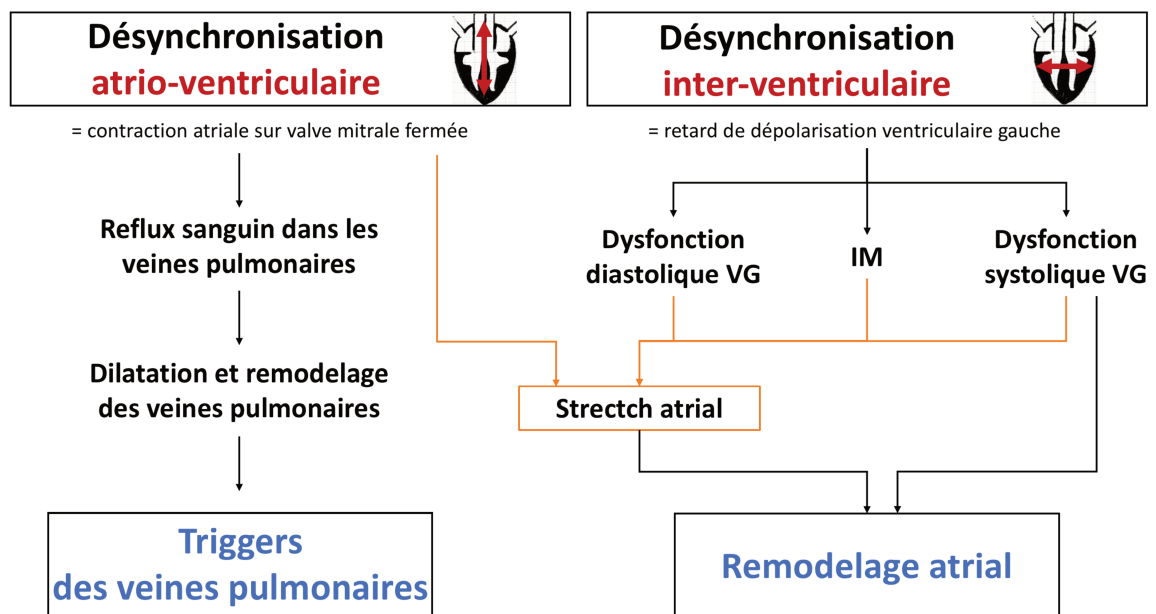 Désynchronisation
atrio-ventriculaire
= contraction atriale sur valve mitrale fermée
Reflux sanguin dans les
veines pulmonaires
Dilatation et remodelage
des veines pulmonaires
Triggers
des veines pulmonaires
Désynchronisation
inter-ventriculaire
= retard de dépolarisation ventriculaire gauche
Dysfonction
diastolique VG
IM
Dysfonction
systolique VG
Strectch atrial
Remodelage atrial